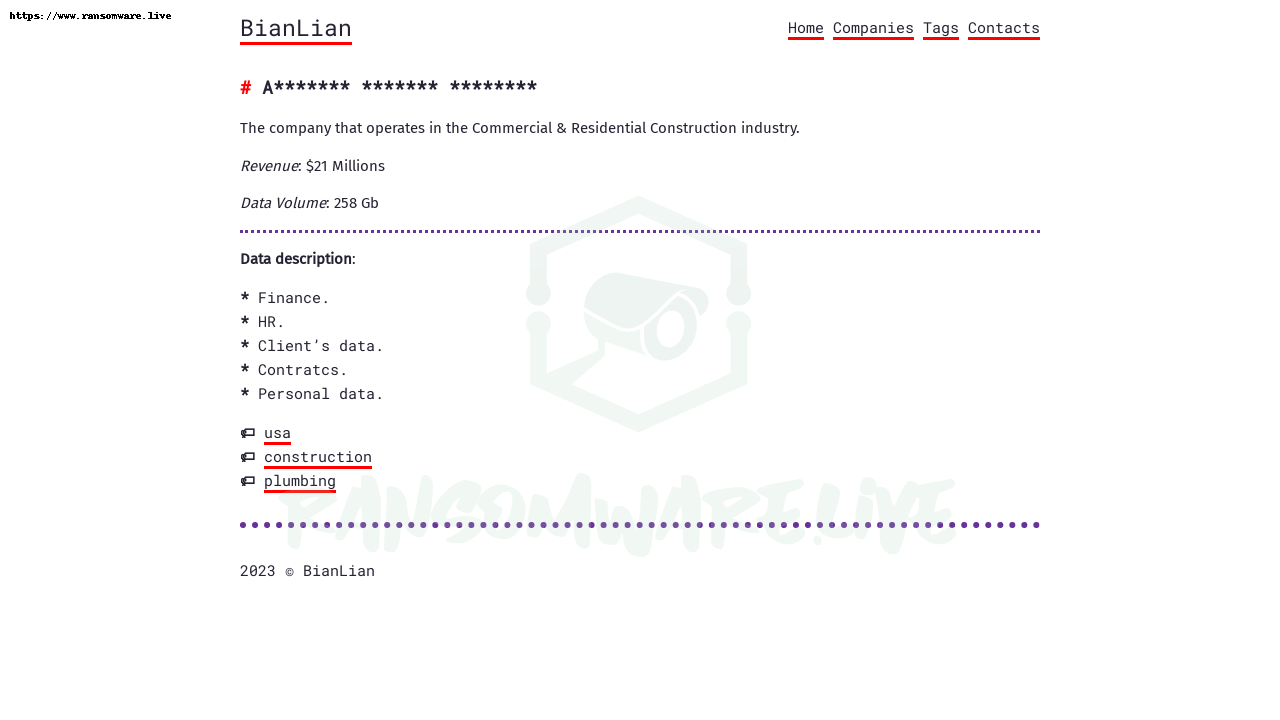 https://www.ransomware.live
BianLian
Home Companies Tags Contacts
# A******* ******* ********
The company that operates in the Commercial & Residential Construction industry.
Revenue: $21 Millions
Data Volume: 258 Gb
Data description:
* Finance.
* HR.
* Client's data.
* Contratcs.
* Personal data.
usa
construction
plumbing
RANSOMWARE.LIVE
2023 © BianLian